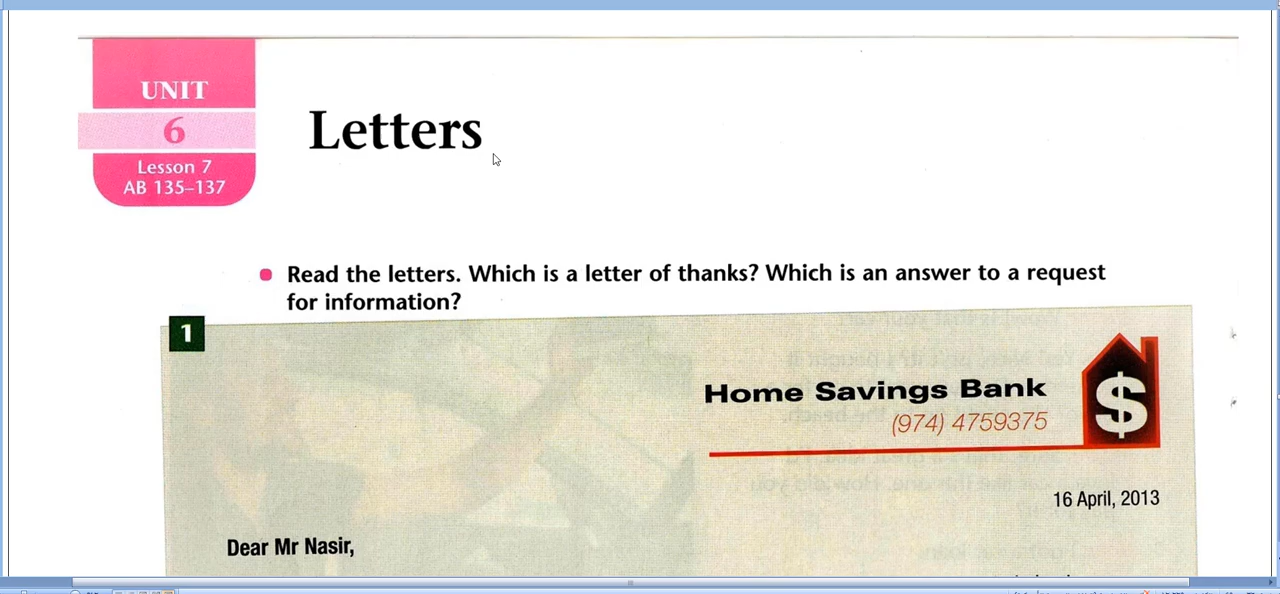 UNIT
6
Lesson 7
AB 135–137
Letters
Read the letters. Which is a letter of thanks? Which is an answer to a request
for information?
1
Home Savings Bank
(974) 4759375
$
16 April, 2013
Dear Mr Nasir,